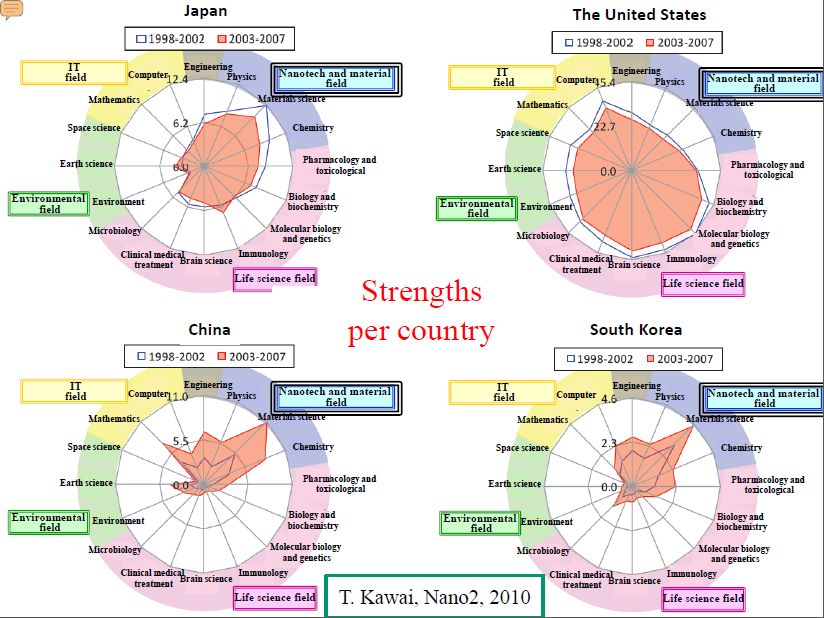 Japan
1998-2002 2003-2007
IT
field
Computer
Engineering
Physics
Nanotech and material
field
12.4
Mathematics
Materials science
Space science
6.2
Chemistry
Earth science
0.0
Pharmacology and
toxicological
Environmental
field
Environment
Biology and
biochemistry
Microbiology
Molecular biology
and genetics
Clinical medical
treatment
Brain science
Immunology
Life science field
The United States
1998-2002 2003-2007
IT
field
Computer
Engineering
Physics
Nanotech and material
field
45.4
Mathematics
Materials science
Space science
22.7
Chemistry
Earth science
0.0
Pharmacology and
toxicological
Environmental
field
Environment
Biology and
biochemistry
Microbiology
Molecular biology
and genetics
Clinical medical
treatment
Brain science
Immunology
Life science field
Strengths
per country
China
1998-2002 2003-2007
IT
field
Computer
Engineering
Physics
Nanotech and material
field
11.0
Mathematics
Materials science
Space science
5.5
Chemistry
Earth science
0.0
Pharmacology and
toxicological
Environmental
field
Environment
Biology and
biochemistry
Microbiology
Molecular biology
and genetics
Clinical medical
treatment
Brain science
Immunology
Life science field
South Korea
1998-2002 2003-2007
IT
field
Computer
Engineering
Physics
Nanotech and material
field
4.6
Mathematics
Materials science
Space science
2.3
Chemistry
Earth science
0.0
Pharmacology and
toxicological
Environmental
field
Environment
Biology and
biochemistry
Microbiology
Molecular biology
and genetics
Clinical medical
treatment
Brain science
Immunology
Life science field
T. Kawai, Nano2, 2010